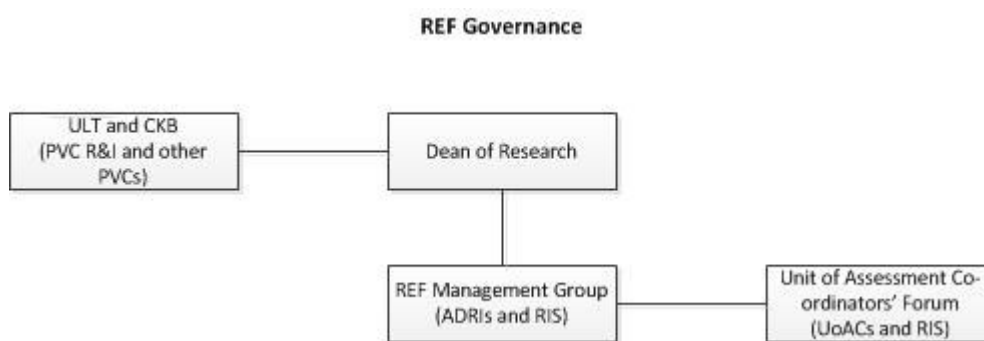 REF Governance
ULT and CKB
(PVC R&I and other
PVCs)
Dean of Research
REF Management Group
(ADRIs and RIS)
Unit of Assessment Co-
ordinators’ Forum
(UoACs and RIS)